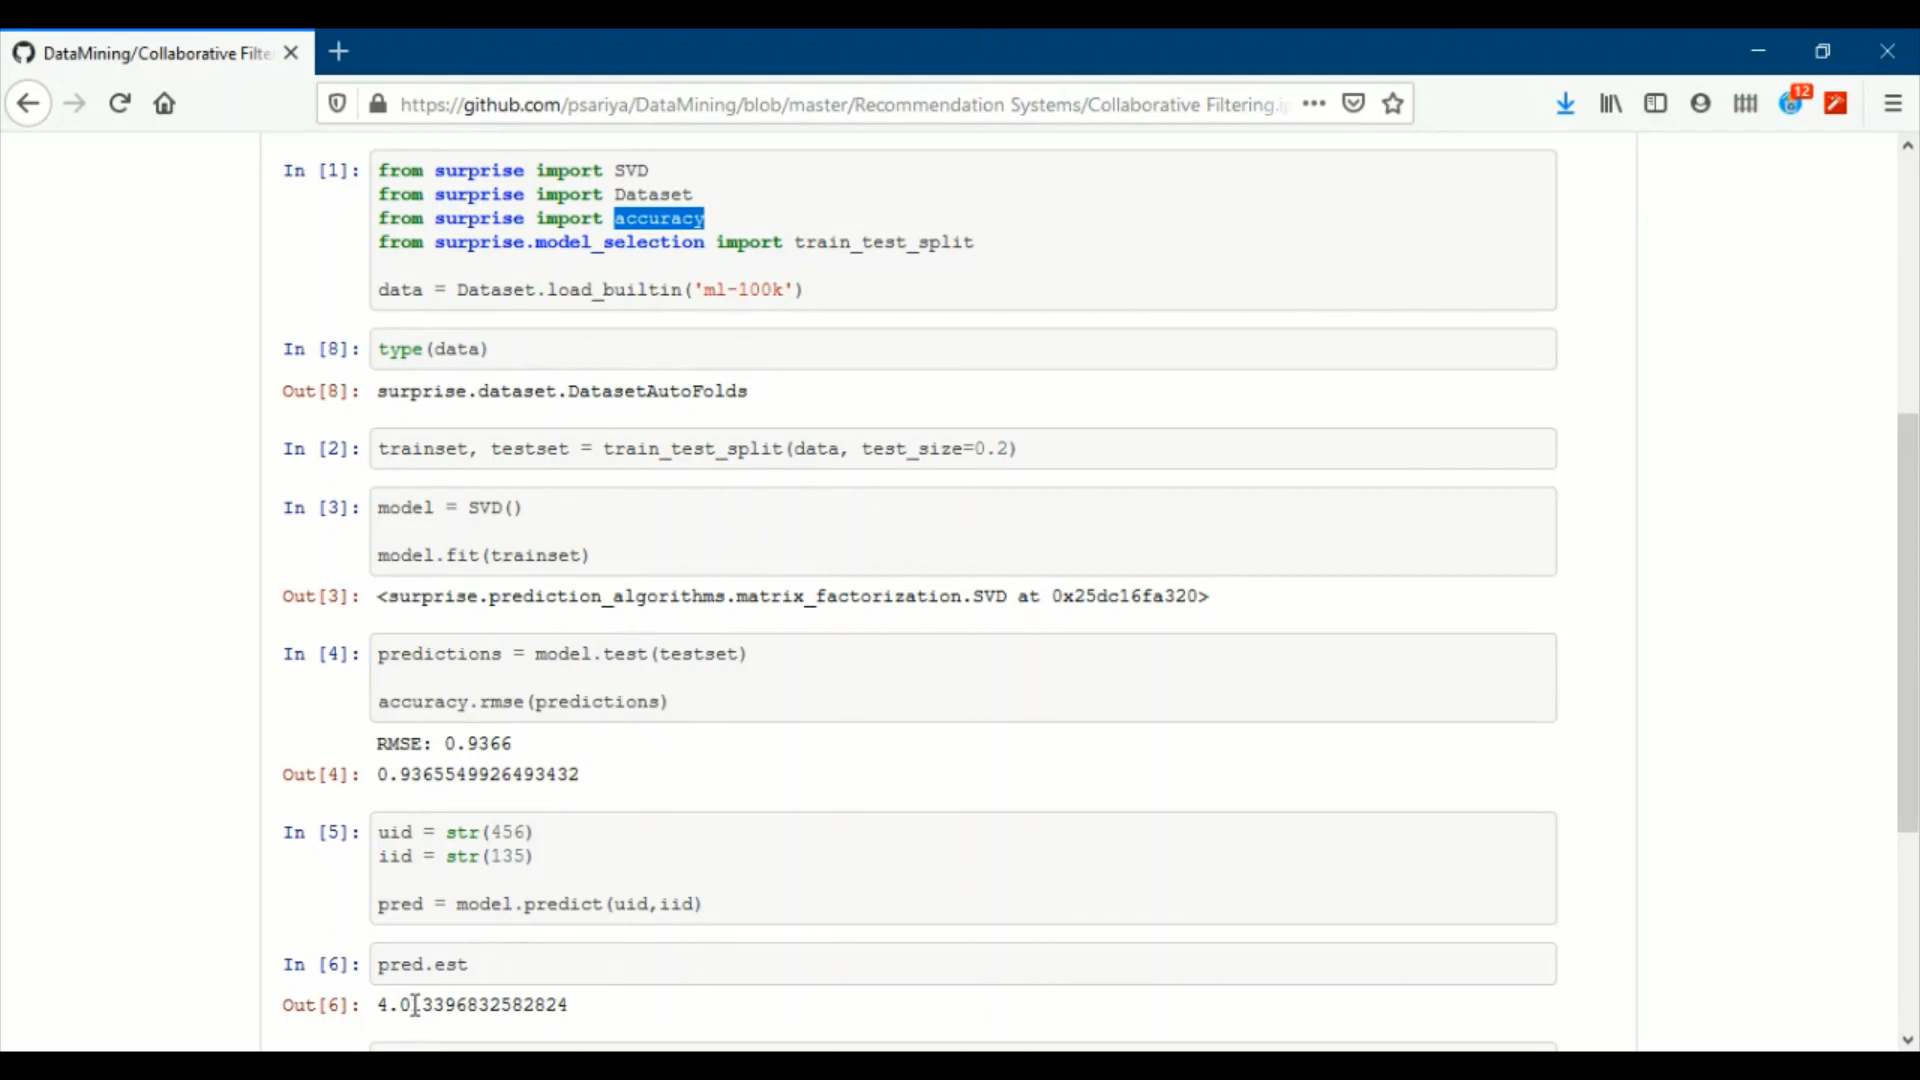 DataMining/Collaborative Filte
https://github.com/psariya/DataMining/blob/master/Recommendation Systems/Collaborative Filtering.i
12
In [1]: from surprise import SVD
from surprise import Dataset
from surprise import accuracy
from surprise.model_selection import train_test_split
data = Dataset.load_builtin('ml-100k')
In [8]: type(data)
Out[8]: surprise.dataset.DatasetAutoFolds
In [2]: trainset, testset = train_test_split(data, test_size=0.2)
In [3]: model = SVD()
model.fit(trainset)
Out[3]: <surprise.prediction_algorithms.matrix_factorization.SVD at 0x25dc16fa320>
In [4]: predictions = model.test(testset)
accuracy.rmse(predictions)
RMSE: 0.9366
Out[4]: 0.9365549926493432
In [5]: uid = str(456)
iid = str(135)
pred = model.predict(uid,iid)
In [6]: pred.est
Out[6]: